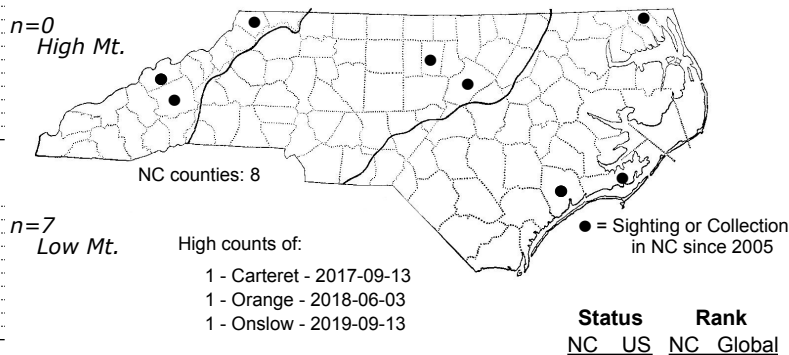 n=0
High Mt.
NC counties: 8
n=7
Low Mt.
High counts of:
1 - Carteret - 2017-09-13
1 - Orange - 2018-06-03
1 - Onslow - 2019-09-13
● = Sighting or Collection
in NC since 2005
Status Rank
NC US NC Global